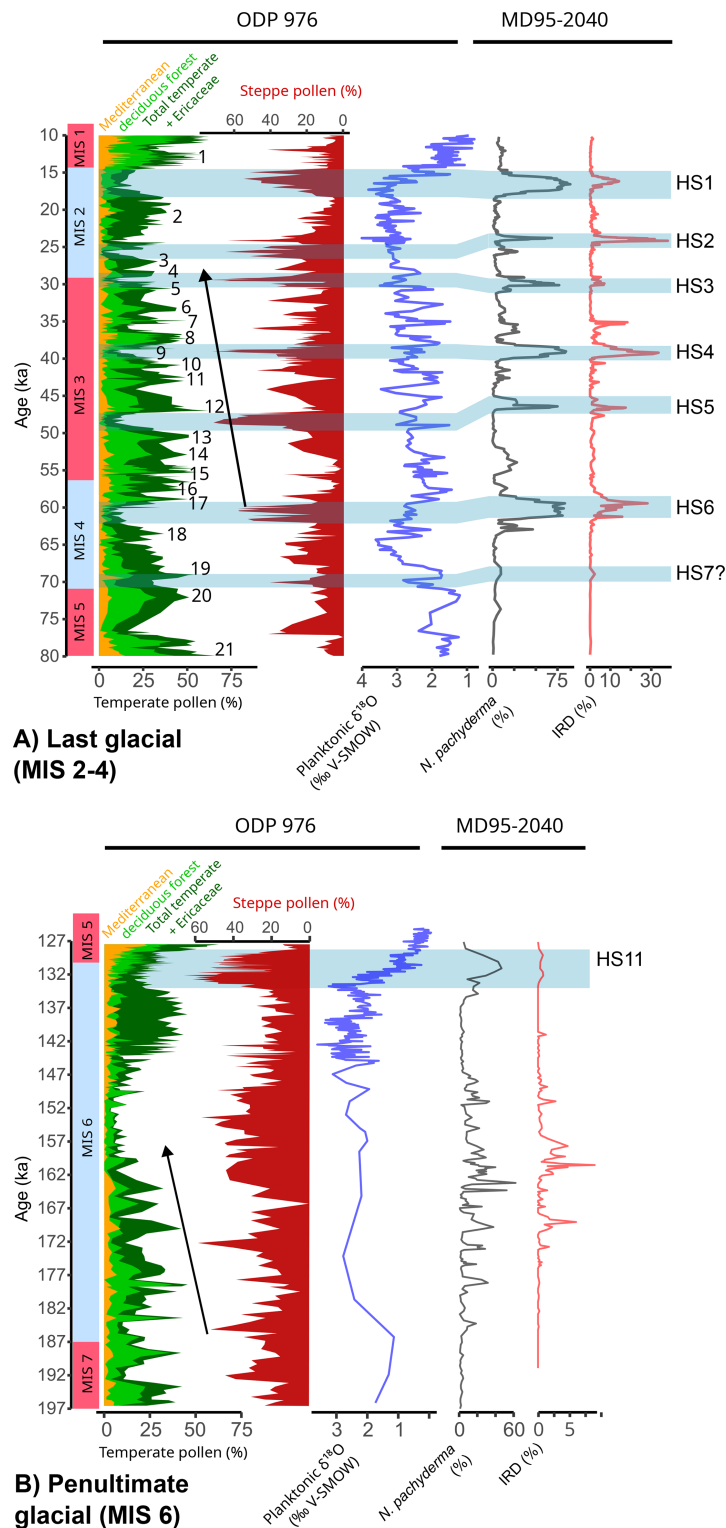 ODP 976
MD95-2040
Mediterranean
deciduous forest
Total temperate
+ Ericaceae
Steppe pollen (%)
60 40 20 0
MIS 1
MIS 2
MIS 3
MIS 4
MIS 5
Age (ka)
10
15
20
25
30
35
40
45
50
55
60
65
70
75
80
1
2
3
4
5
6
7
8
9
10
11
12
13
14
15
16
17
18
19
20
21
HS1
HS2
HS3
HS4
HS5
HS6
HS7?
0 25 50 75
4 3 2 1
0 75
0 10 30
Temperate pollen (%)
Planktonic δ¹⁸O
(‰ V-SMOW)
N. pachyderma
(%)
IRD (%)
A) Last glacial
(MIS 2-4)
ODP 976
MD95-2040
Mediterranean
deciduous forest
Total temperate
+ Ericaceae
Steppe pollen (%)
60 40 20 0
MIS 5
MIS 6
MIS 7
Age (ka)
127
132
137
142
147
152
157
162
167
172
177
182
187
192
197
HS11
0 25 50 75
3 2 1
0 60
0 5
Temperate pollen (%)
Planktonic δ¹⁸O
(‰ V-SMOW)
N. pachyderma
(%)
IRD (%)
B) Penultimate
glacial (MIS 6)